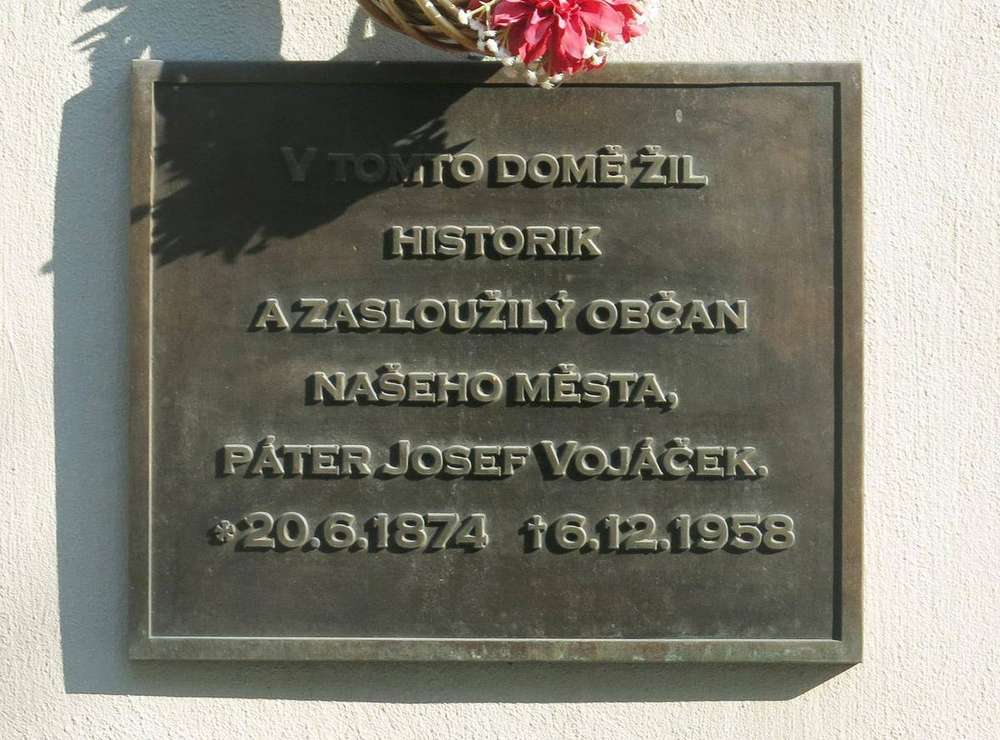 V TOMTO DOMĚ ŽIL
HISTORIK
A ZASLOUŽILÝ OBČAN
NAŠEHO MĚSTA,
PÁTER JOSEF VOJÁČEK.
*20.6.1874 †6.12.1958